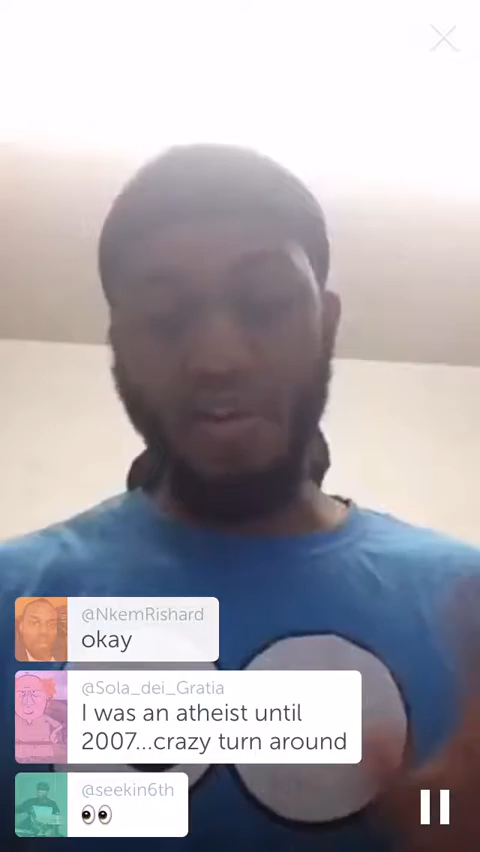 @NkemRishard
okay
@Sola_dei_Gratia
I was an atheist until
2007...crazy turn around
@seekin6th
👀